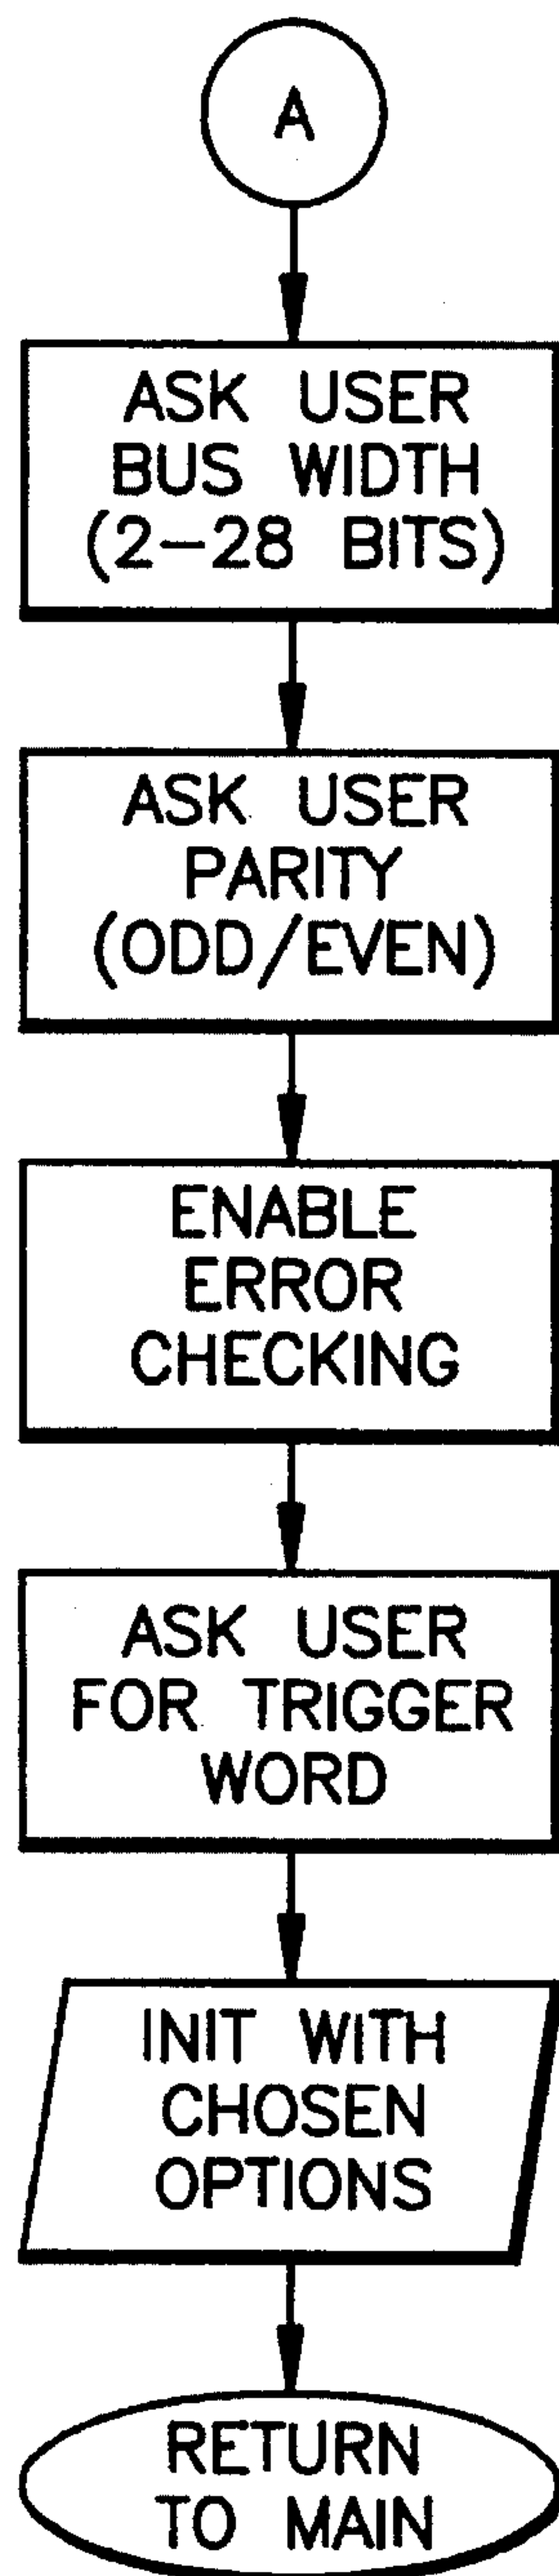 A
ASK USER
BUS WIDTH
(2-28 BITS)
ASK USER
PARITY
(ODD/EVEN)
ENABLE
ERROR
CHECKING
ASK USER
FOR TRIGGER
WORD
INIT WITH
CHOSEN
OPTIONS
RETURN
TO MAIN